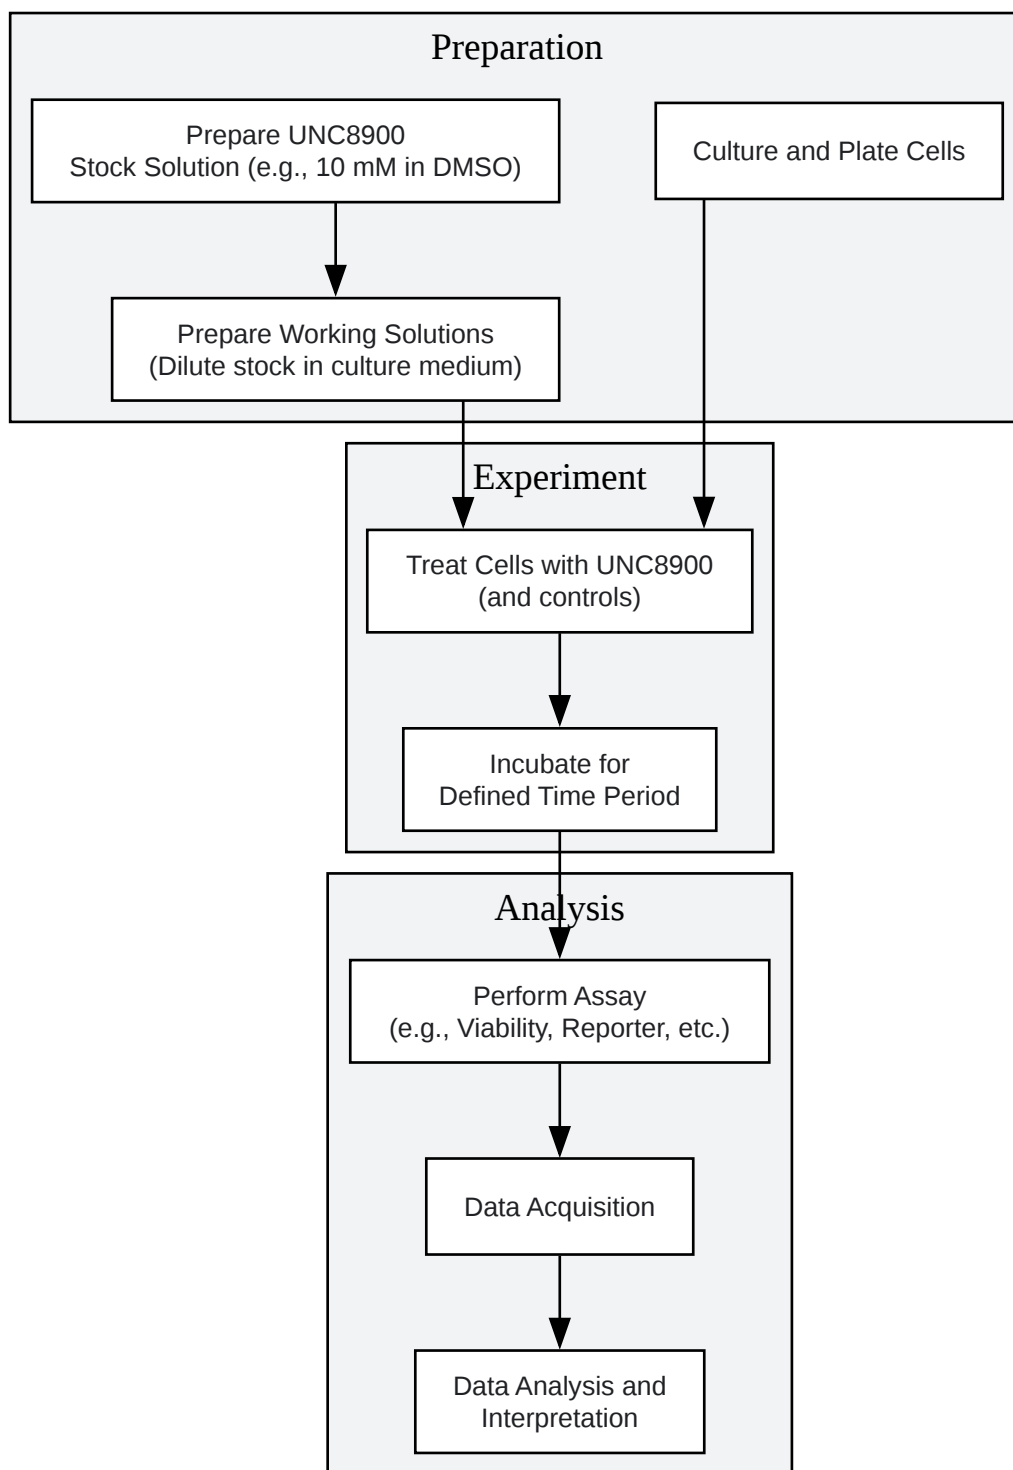 Preparation
Prepare UNC8900
Stock Solution (e.g., 10 mM in DMSO)
Culture and Plate Cells
Prepare Working Solutions
(Dilute stock in culture medium)
Experiment
Treat Cells with UNC8900
(and controls)
Incubate for
Defined Time Period
Analysis
Perform Assay
(e.g., Viability, Reporter, etc.)
Data Acquisition
Data Analysis and
Interpretation